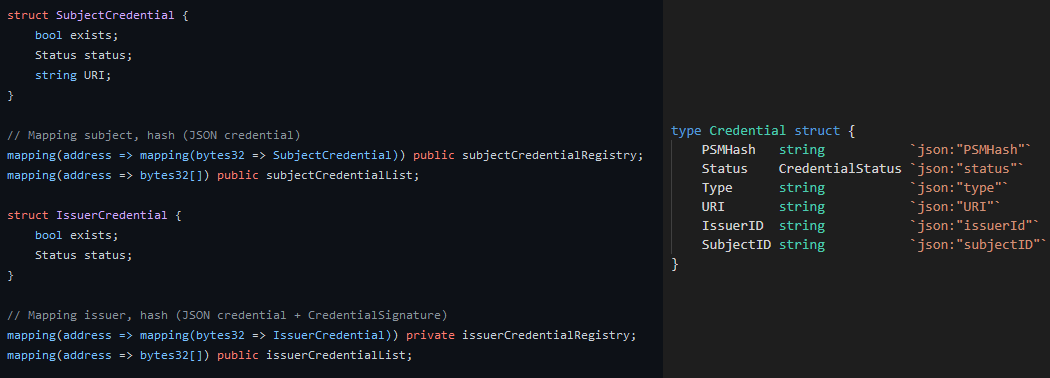 struct SubjectCredential {
    bool exists;
    Status status;
    string URI;
}

// Mapping subject, hash (JSON credential)
mapping(address => mapping(bytes32 => SubjectCredential)) public subjectCredentialRegistry;
mapping(address => bytes32[]) public subjectCredentialList;

struct IssuerCredential {
    bool exists;
    Status status;
}

// Mapping issuer, hash (JSON credential + CredentialSignature)
mapping(address => mapping(bytes32 => IssuerCredential)) private issuerCredentialRegistry;
mapping(address => bytes32[]) public issuerCredentialList;

type Credential struct {
    PSMHash   string           `json:"PSMHash"`
    Status    CredentialStatus `json:"status"`
    Type      string           `json:"type"`
    URI       string           `json:"URI"`
    IssuerID  string           `json:"issuerId"`
    SubjectID string           `json:"subjectID"`
}